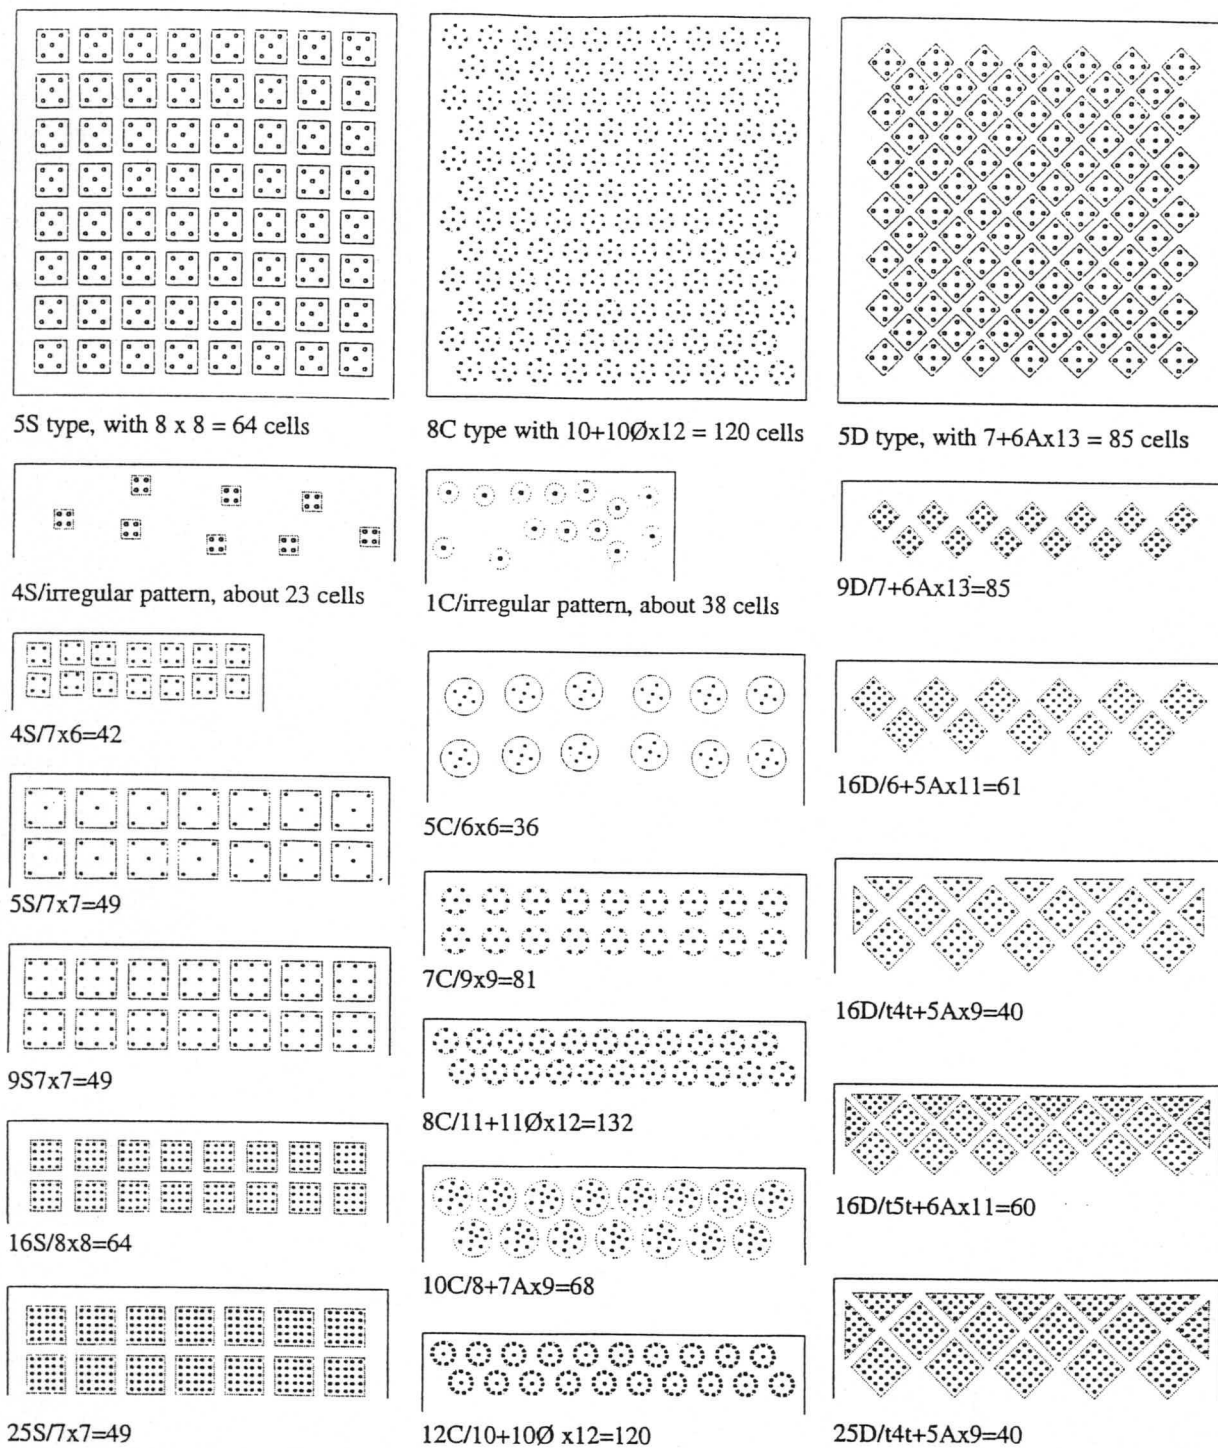 5S type, with 8 x 8 = 64 cells
8C type with 10+10Øx12 = 120 cells
5D type, with 7+6Ax13 = 85 cells
4S/irregular pattern, about 23 cells
1C/irregular pattern, about 38 cells
9D/7+6Ax13=85
4S/7x6=42
5C/6x6=36
16D/6+5Ax11=61
5S/7x7=49
7C/9x9=81
16D/t4t+5Ax9=40
9S7x7=49
8C/11+11Øx12=132
16D/t5t+6Ax11=60
16S/8x8=64
10C/8+7Ax9=68
25S/7x7=49
12C/10+10Ø x12=120
25D/t4t+5Ax9=40